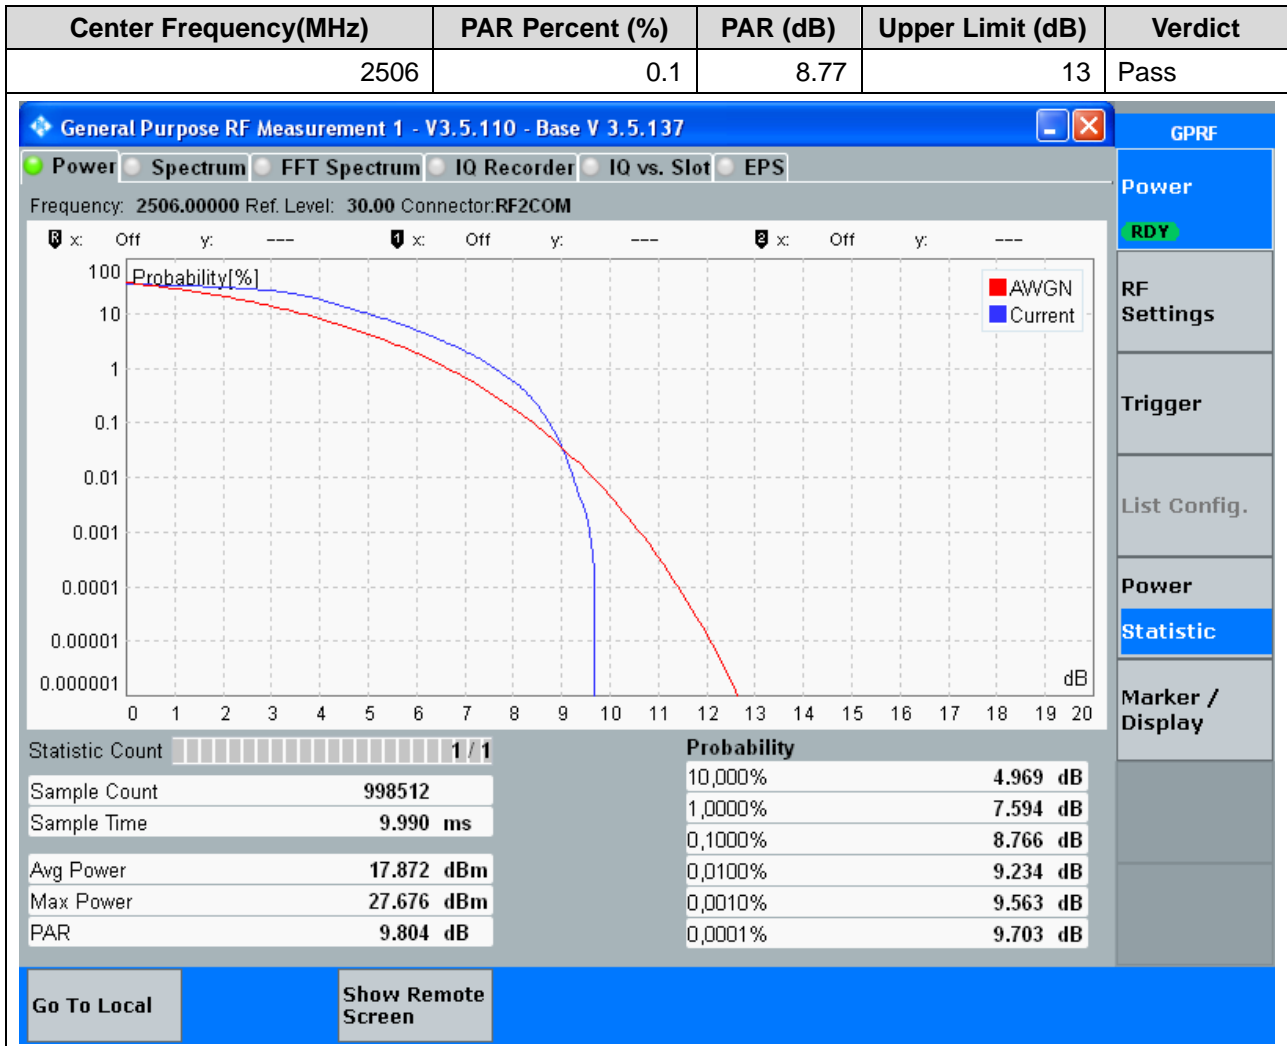 Center Frequency(MHz) PAR Percent (%) PAR (dB) Upper Limit (dB) Verdict
2506 0.1 8.77 13 Pass
General Purpose RF Measurement 1 - V3.5.110 - Base V 3.5.137
GPRF
Power Spectrum FFT Spectrum IQ Recorder IQ vs. Slot EPS
Frequency: 2506.00000 Ref. Level: 30.00 Connector:RF2COM
R x: Off y: --- 1 x: Off y: --- 2 x: Off y: ---
Probability[%]
100
10
1
0.1
0.01
0.001
0.0001
0.00001
0.000001
AWGN
Current
dB
0 1 2 3 4 5 6 7 8 9 10 11 12 13 14 15 16 17 18 19 20
Statistic Count 1 / 1
Sample Count 998512
Sample Time 9.990 ms
Avg Power 17.872 dBm
Max Power 27.676 dBm
PAR 9.804 dB
Probability
10,000% 4.969 dB
1,0000% 7.594 dB
0,1000% 8.766 dB
0,0100% 9.234 dB
0,0010% 9.563 dB
0,0001% 9.703 dB
Power
RDY
RF
Settings
Trigger
List Config.
Power
Statistic
Marker /
Display
Go To Local
Show Remote
Screen